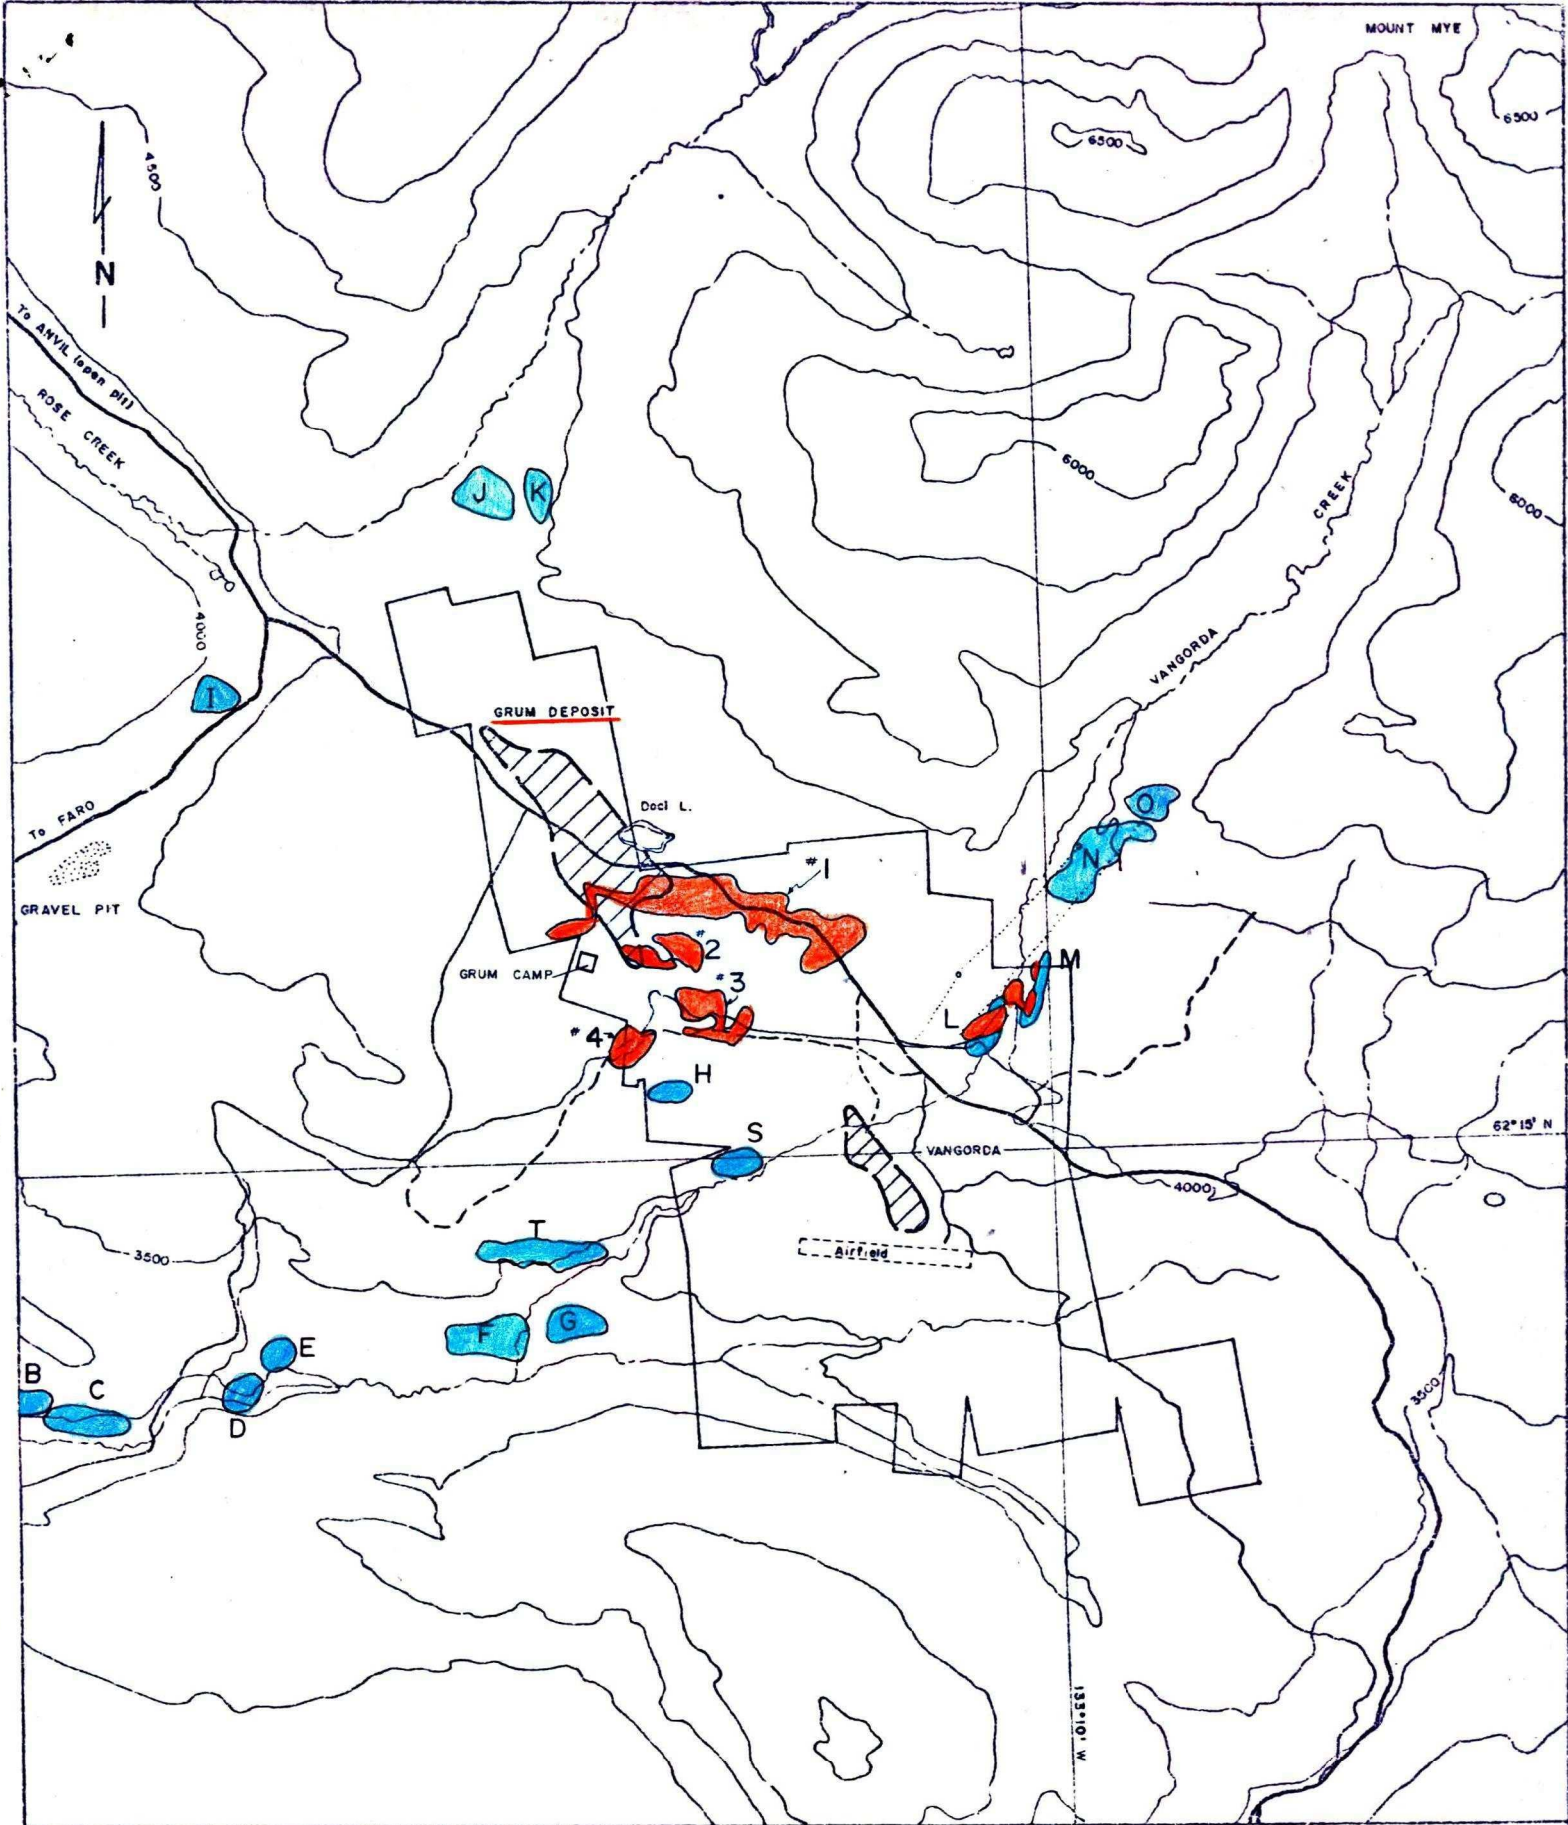 MOUNT MYE
6500
6500
4500
N
To ANVIL (open pit)
ROSE CREEK
6000
CREEK
6000
J
K
4000
VANGORDA
I
GRUM DEPOSIT
O
Doci L.
To FARO
N
#1
GRAVEL PIT
#2
M
GRUM CAMP
#3
L
#4
H
62°15' N
S
VANGORDA
4000
T
3500
Airfield
G
F
E
B
C
3500
D
133°10' W